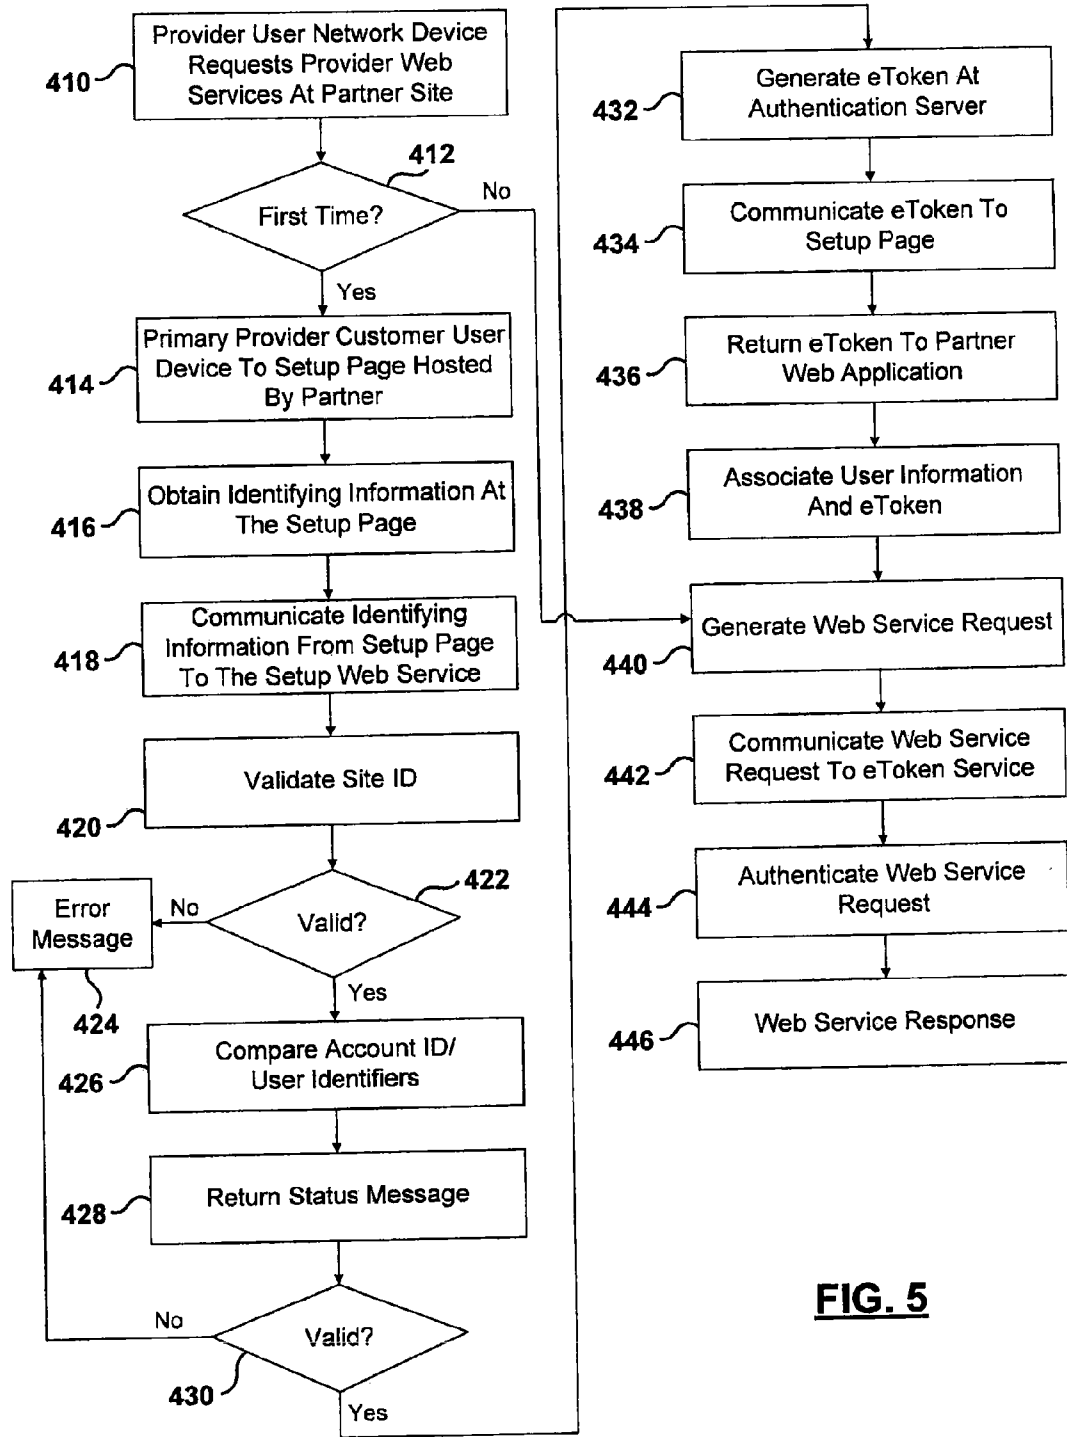 Provider User Network Device
Requests Provider Web
Services At Partner Site
410
412
First Time?
No
Yes
Primary Provider Customer User
Device To Setup Page Hosted
By Partner
414
Obtain Identifying Information At
The Setup Page
416
Communicate Identifying
Information From Setup Page
To The Setup Web Service
418
Validate Site ID
420
422
Valid?
No
Error
Message
424
Yes
Compare Account ID/
User Identifiers
426
Return Status Message
428
Valid?
No
430
Yes
Generate eToken At
Authentication Server
432
Communicate eToken To
Setup Page
434
Return eToken To Partner
Web Application
436
Associate User Information
And eToken
438
Generate Web Service Request
440
Communicate Web Service
Request To eToken Service
442
Authenticate Web Service
Request
444
Web Service Response
446
FIG. 5